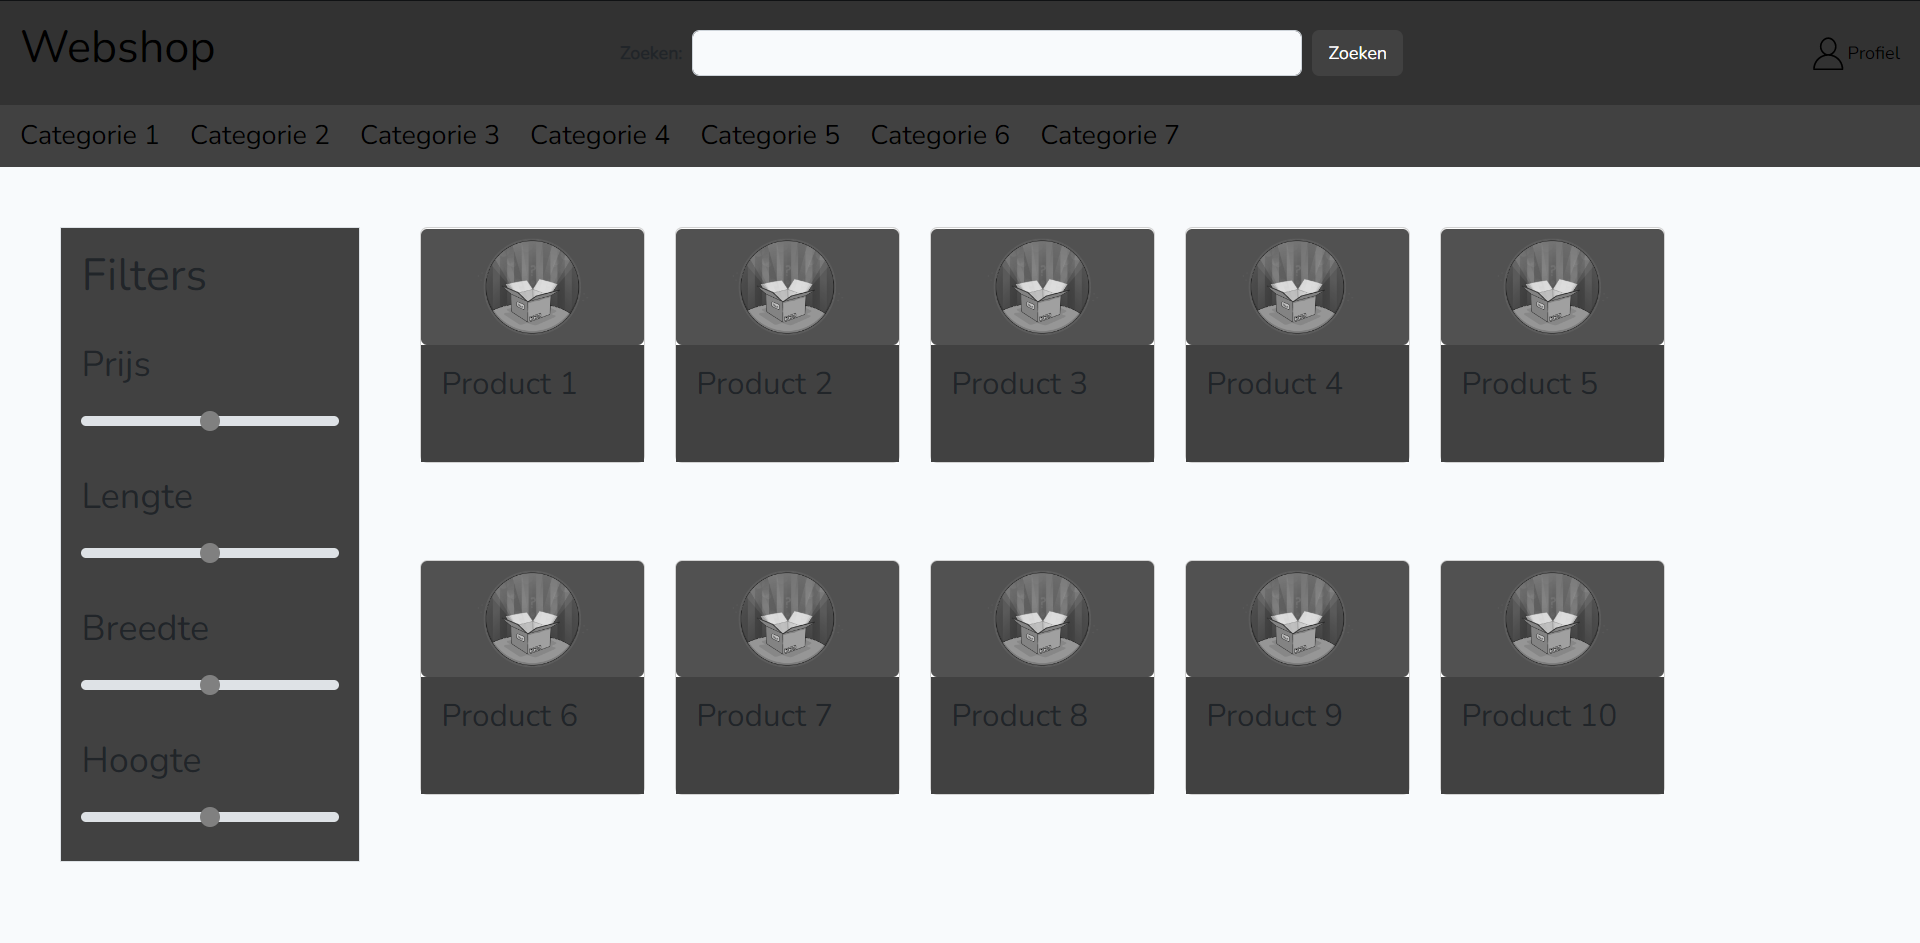 Webshop
Zoeken:
Zoeken
Profiel
Categorie 1 Categorie 2 Categorie 3 Categorie 4 Categorie 5 Categorie 6 Categorie 7
Filters
Prijs
Lengte
Breedte
Hoogte
Product 1
Product 2
Product 3
Product 4
Product 5
Product 6
Product 7
Product 8
Product 9
Product 10